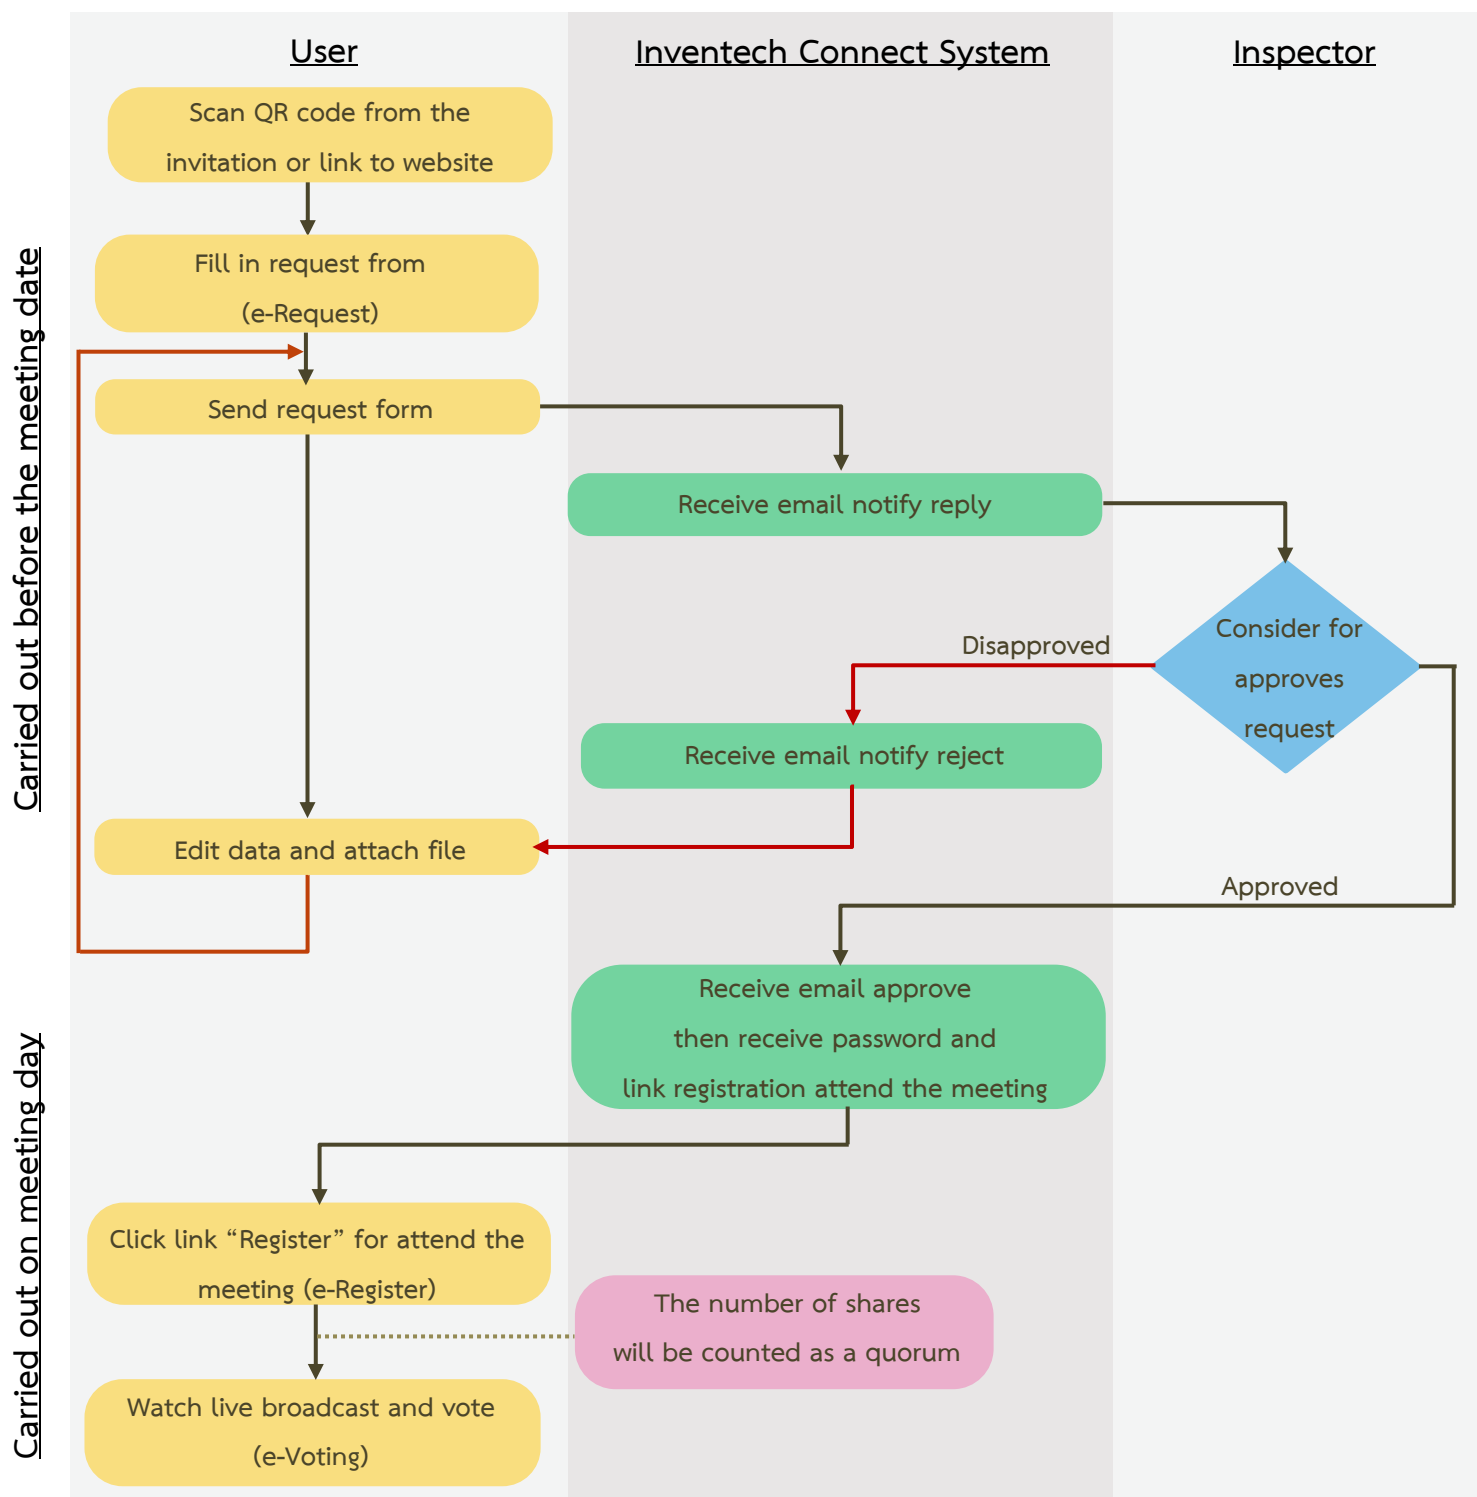 User
Inventech Connect System
Inspector
Carried out before the meeting date
Scan QR code from the
invitation or link to website
Fill in request from
(e-Request)
Send request form
Receive email notify reply
Consider for
approves
request
Disapproved
Receive email notify reject
Edit data and attach file
Approved
Receive email approve
then receive password and
link registration attend the meeting
Carried out on meeting day
Click link “Register” for attend the
meeting (e-Register)
The number of shares
will be counted as a quorum
Watch live broadcast and vote
(e-Voting)